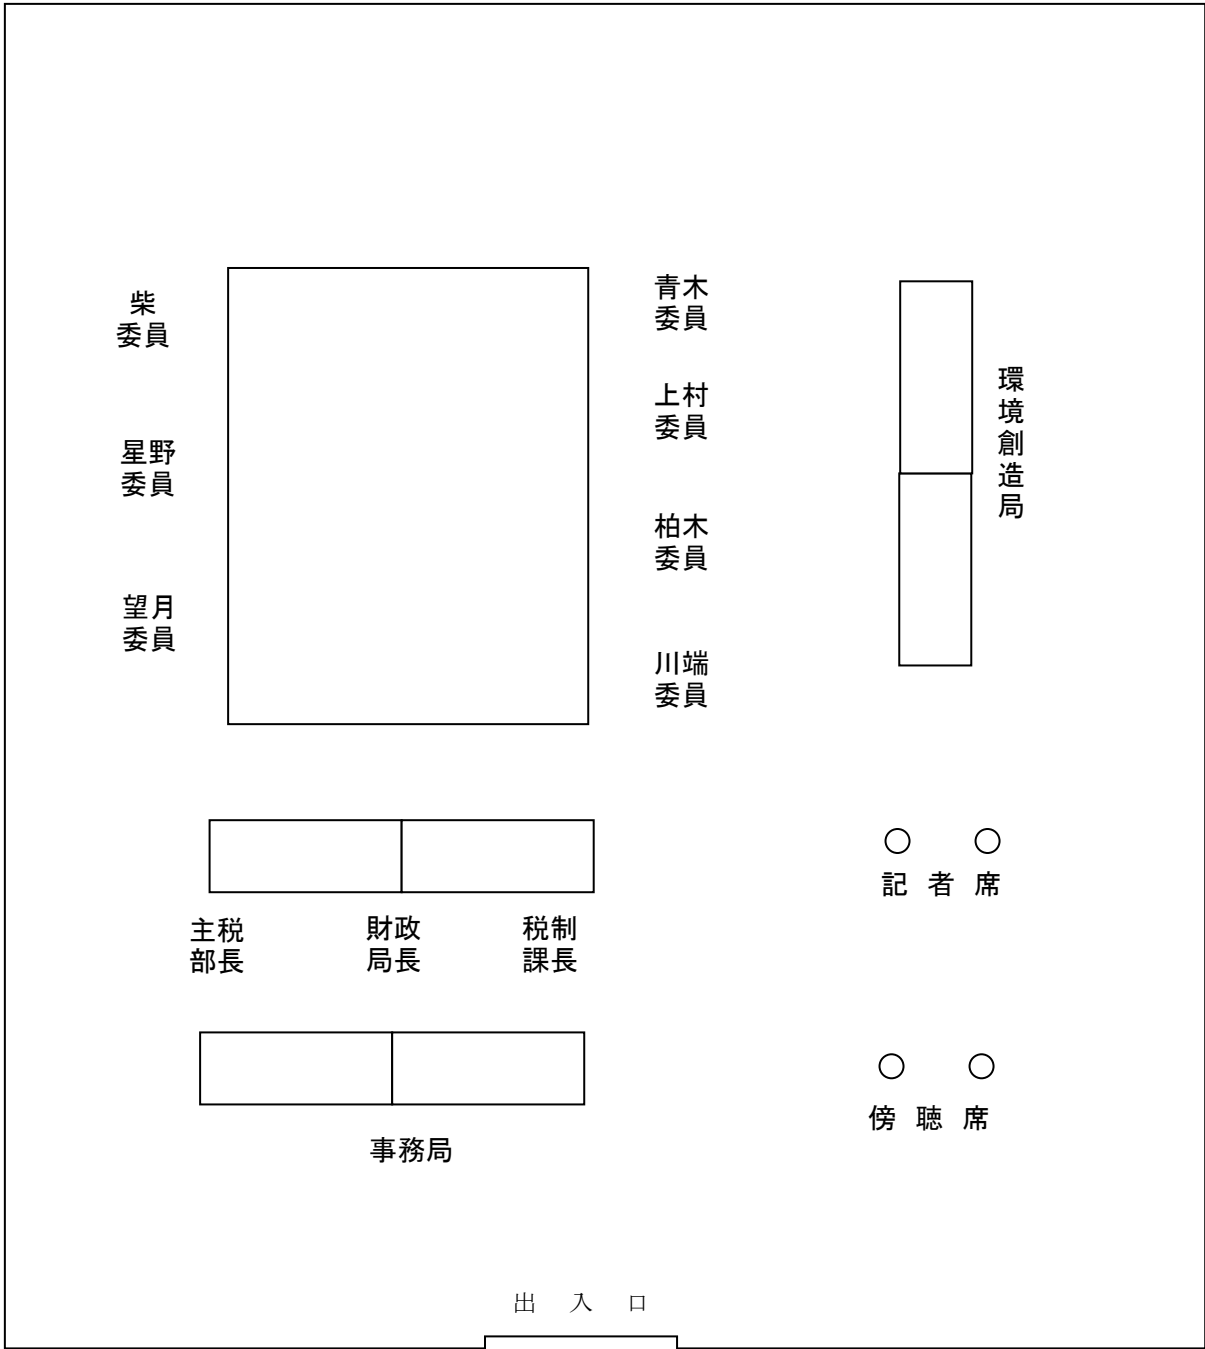 柴
委員
星野
委員
望月
委員
青木
委員
上村
委員
柏木
委員
川端
委員
環境創造局
主税
部長
財政
局長
税制
課長
記者席
事務局
傍聴席
出入口